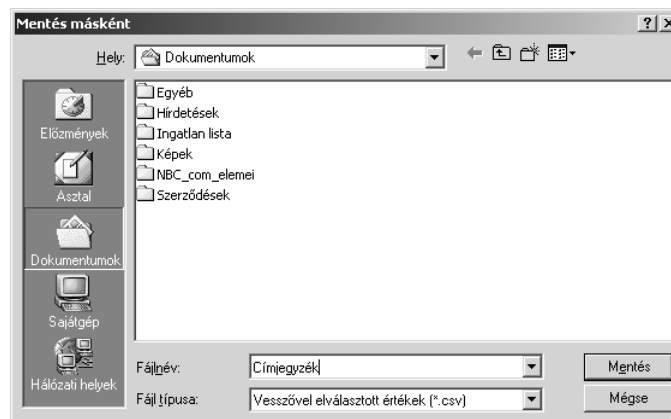 Mentés másként
Hely:
Dokumentumok
Előzmények
Asztal
Dokumentumok
Sajátgép
Hálózati helyek
Egyéb
Hírdetések
Ingatlan lista
Képek
NBC_com_elemei
Szerződések
Fájlnév:
Címjegyzék
Mentés
Fájl típusa:
Vesszővel elválasztott értékek (*.csv)
Mégse